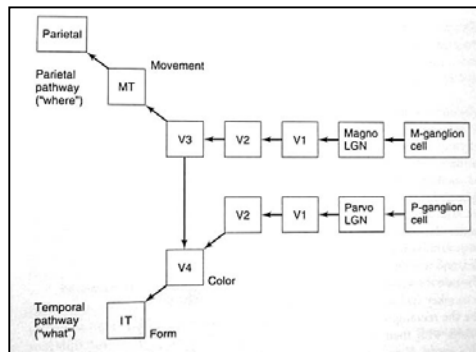 Parietal
Movement
Parietal
pathway
("where")
MT
V3
V2
V1
Magno
LGN
M-ganglion
cell
V2
V1
Parvo
LGN
P-ganglion
cell
V4
Color
Temporal
pathway
("what")
IT
Form